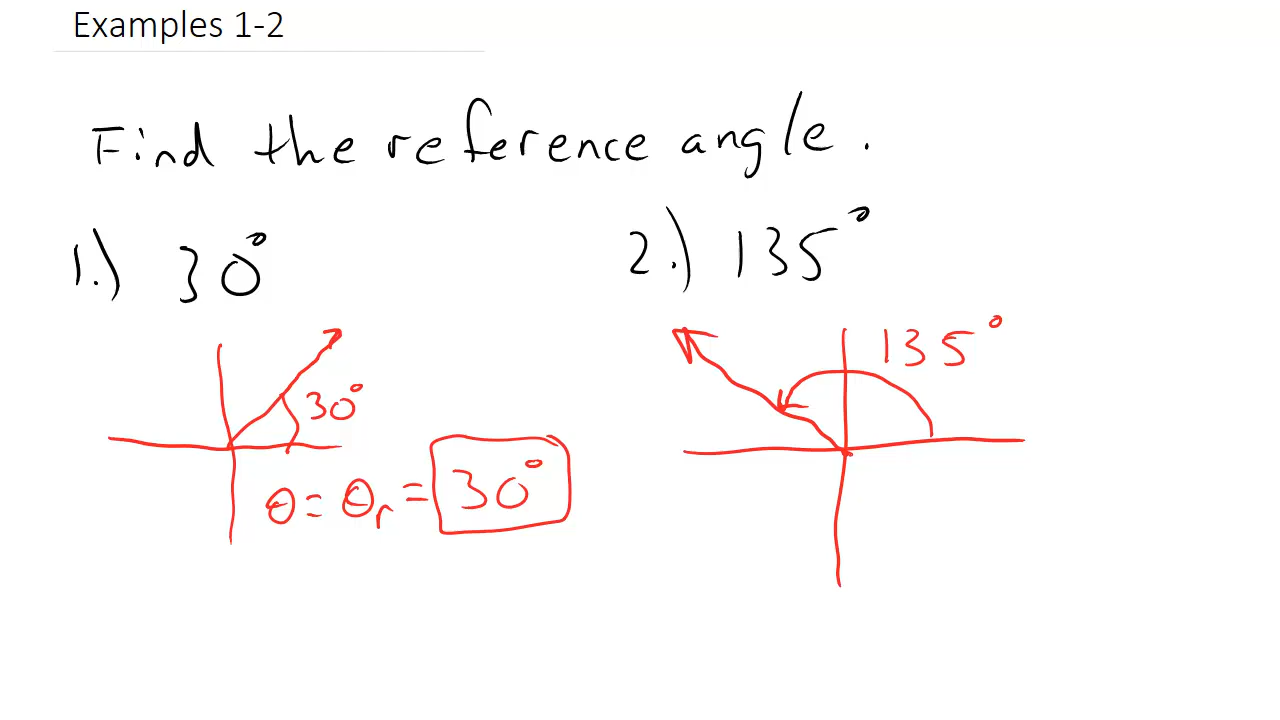 Examples 1-2
Find the reference angle.
1.) 30°
2.) 135°
30°
θ = θr = 30°
135°